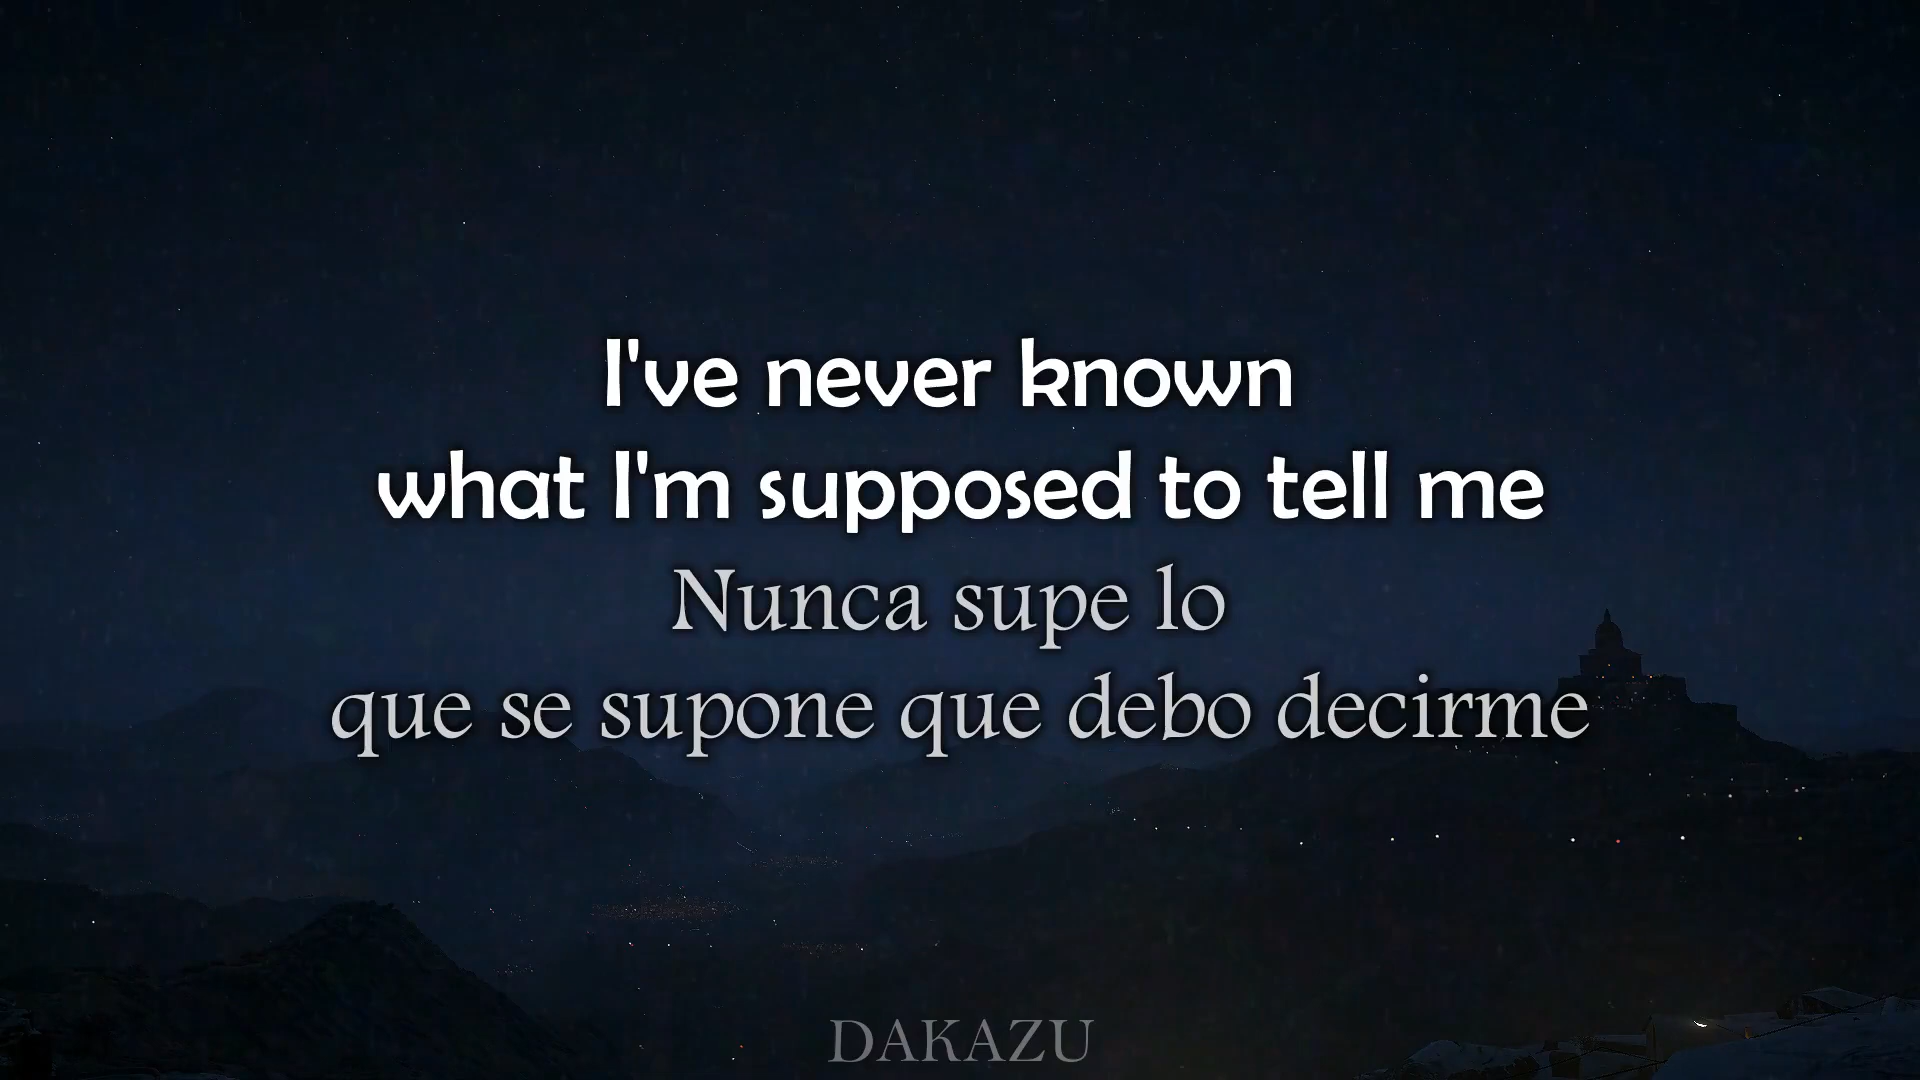 I've never known
what I'm supposed to tell me
Nunca supe lo
que se supone que debo decirme
DAKAZU